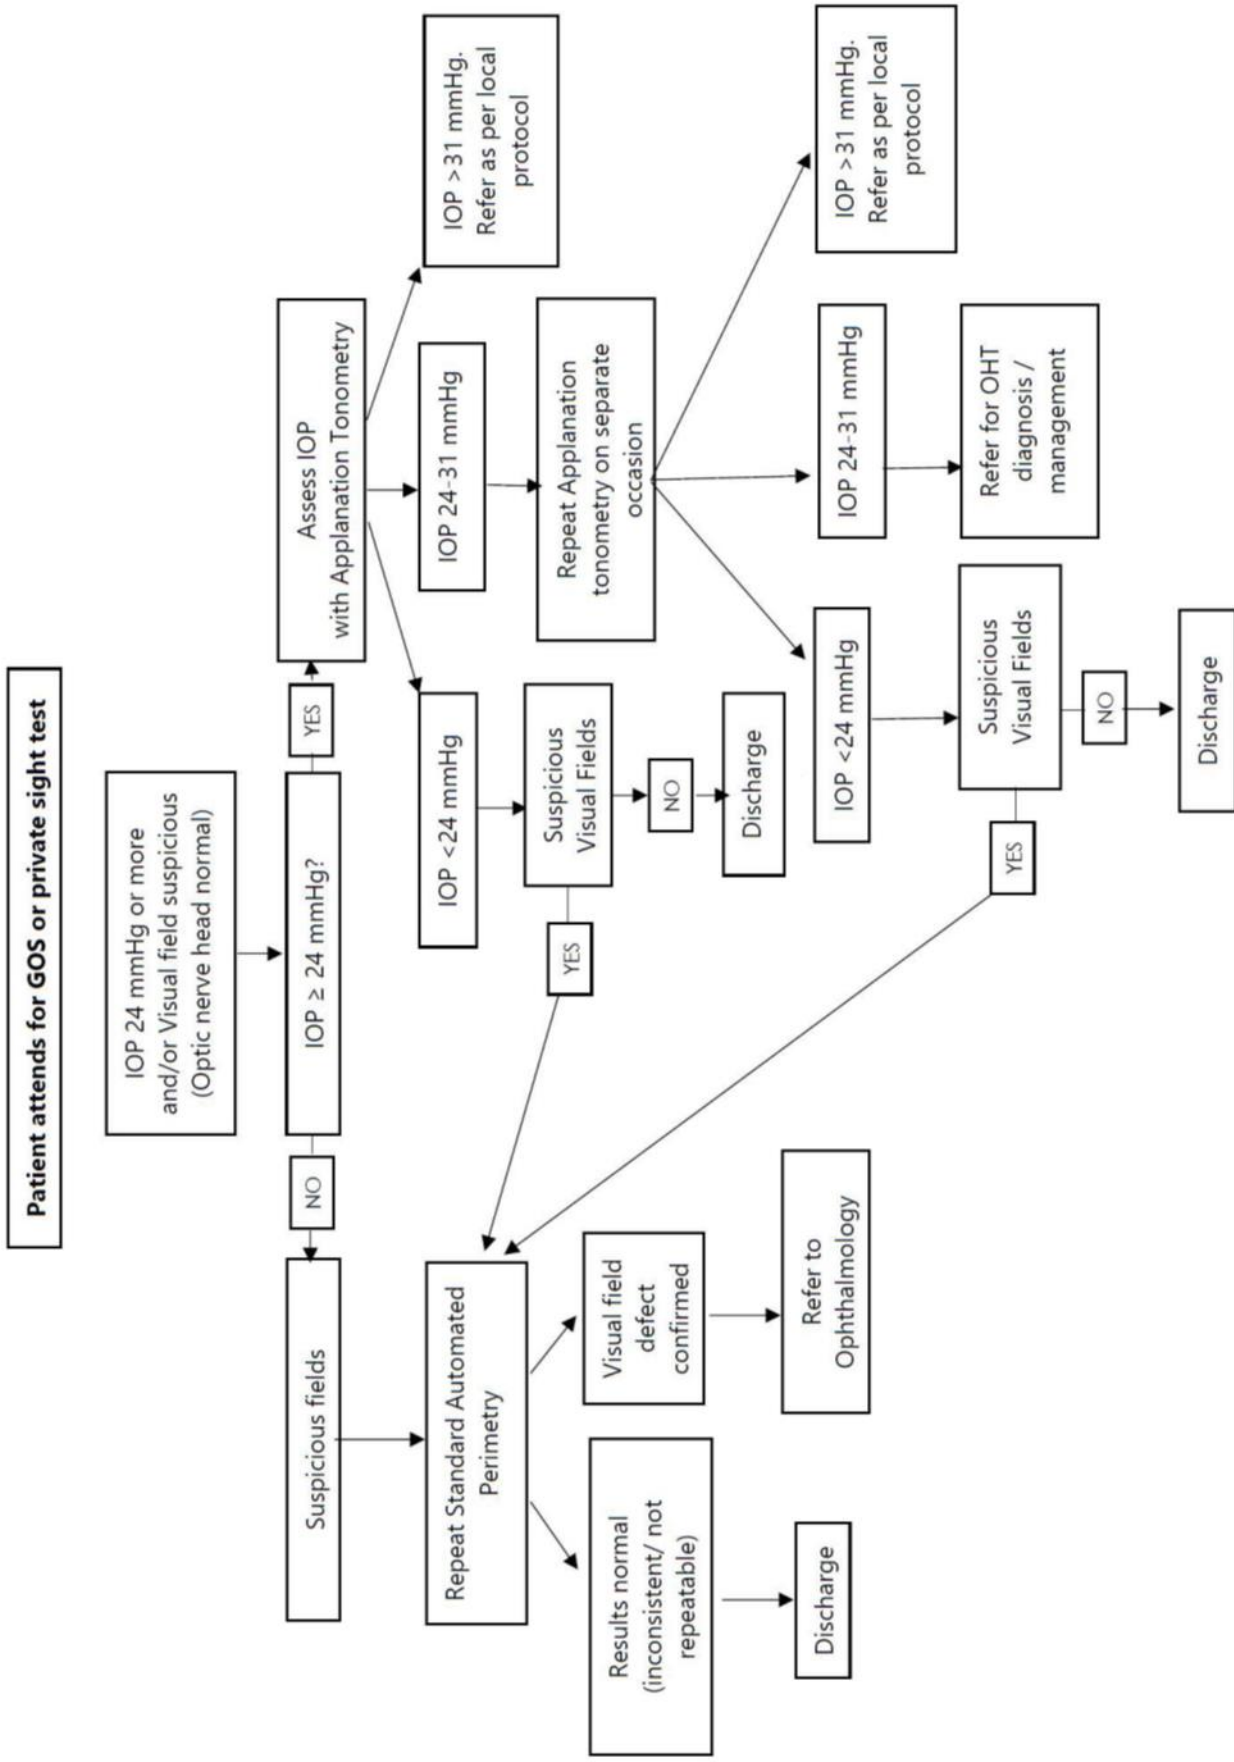 Patient attends for GOS or private sight test
IOP 24 mmHg or more
and/or Visual field suspicious
(Optic nerve head normal)
NO
IOP ≥ 24 mmHg?
YES
Suspicious fields
Assess IOP
with Applanation Tonometry
Repeat Standard Automated
Perimetry
IOP <24 mmHg
IOP 24-31 mmHg
IOP >31 mmHg.
Refer as per local
protocol
YES
Suspicious
Visual Fields
Repeat Applanation
tonometry on separate
occasion
Results normal
(inconsistent/ not
repeatable)
Visual field
defect
confirmed
NO
Discharge
Discharge
Refer to
Ophthalmology
IOP <24 mmHg
IOP 24-31 mmHg
IOP >31 mmHg.
Refer as per local
protocol
YES
Suspicious
Visual Fields
Refer for OHT
diagnosis /
management
NO
Discharge